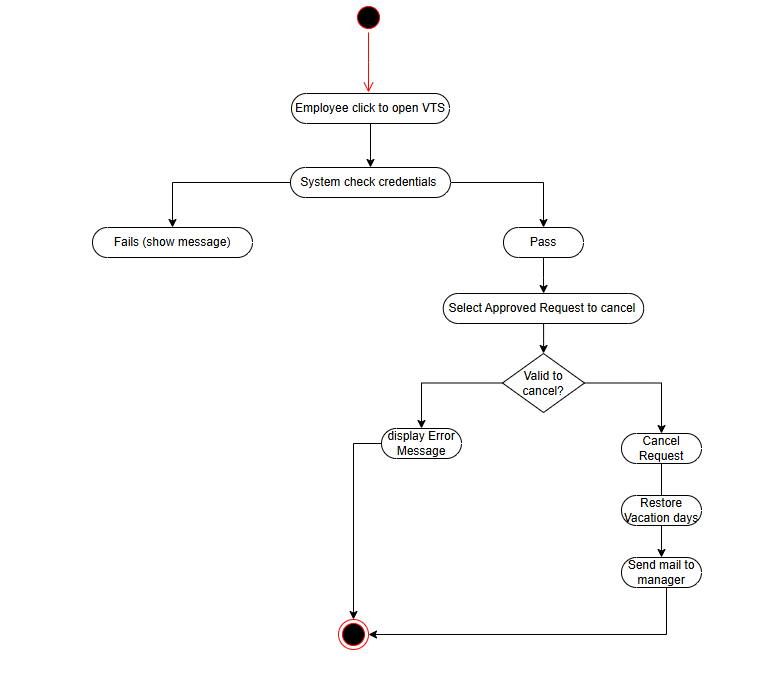 Employee click to open VTS
System check credentials
Fails (show message)
Pass
Select Approved Request to cancel
Valid to
cancel?
display Error
Message
Cancel
Request
Restore
Vacation days
Send mail to
manager